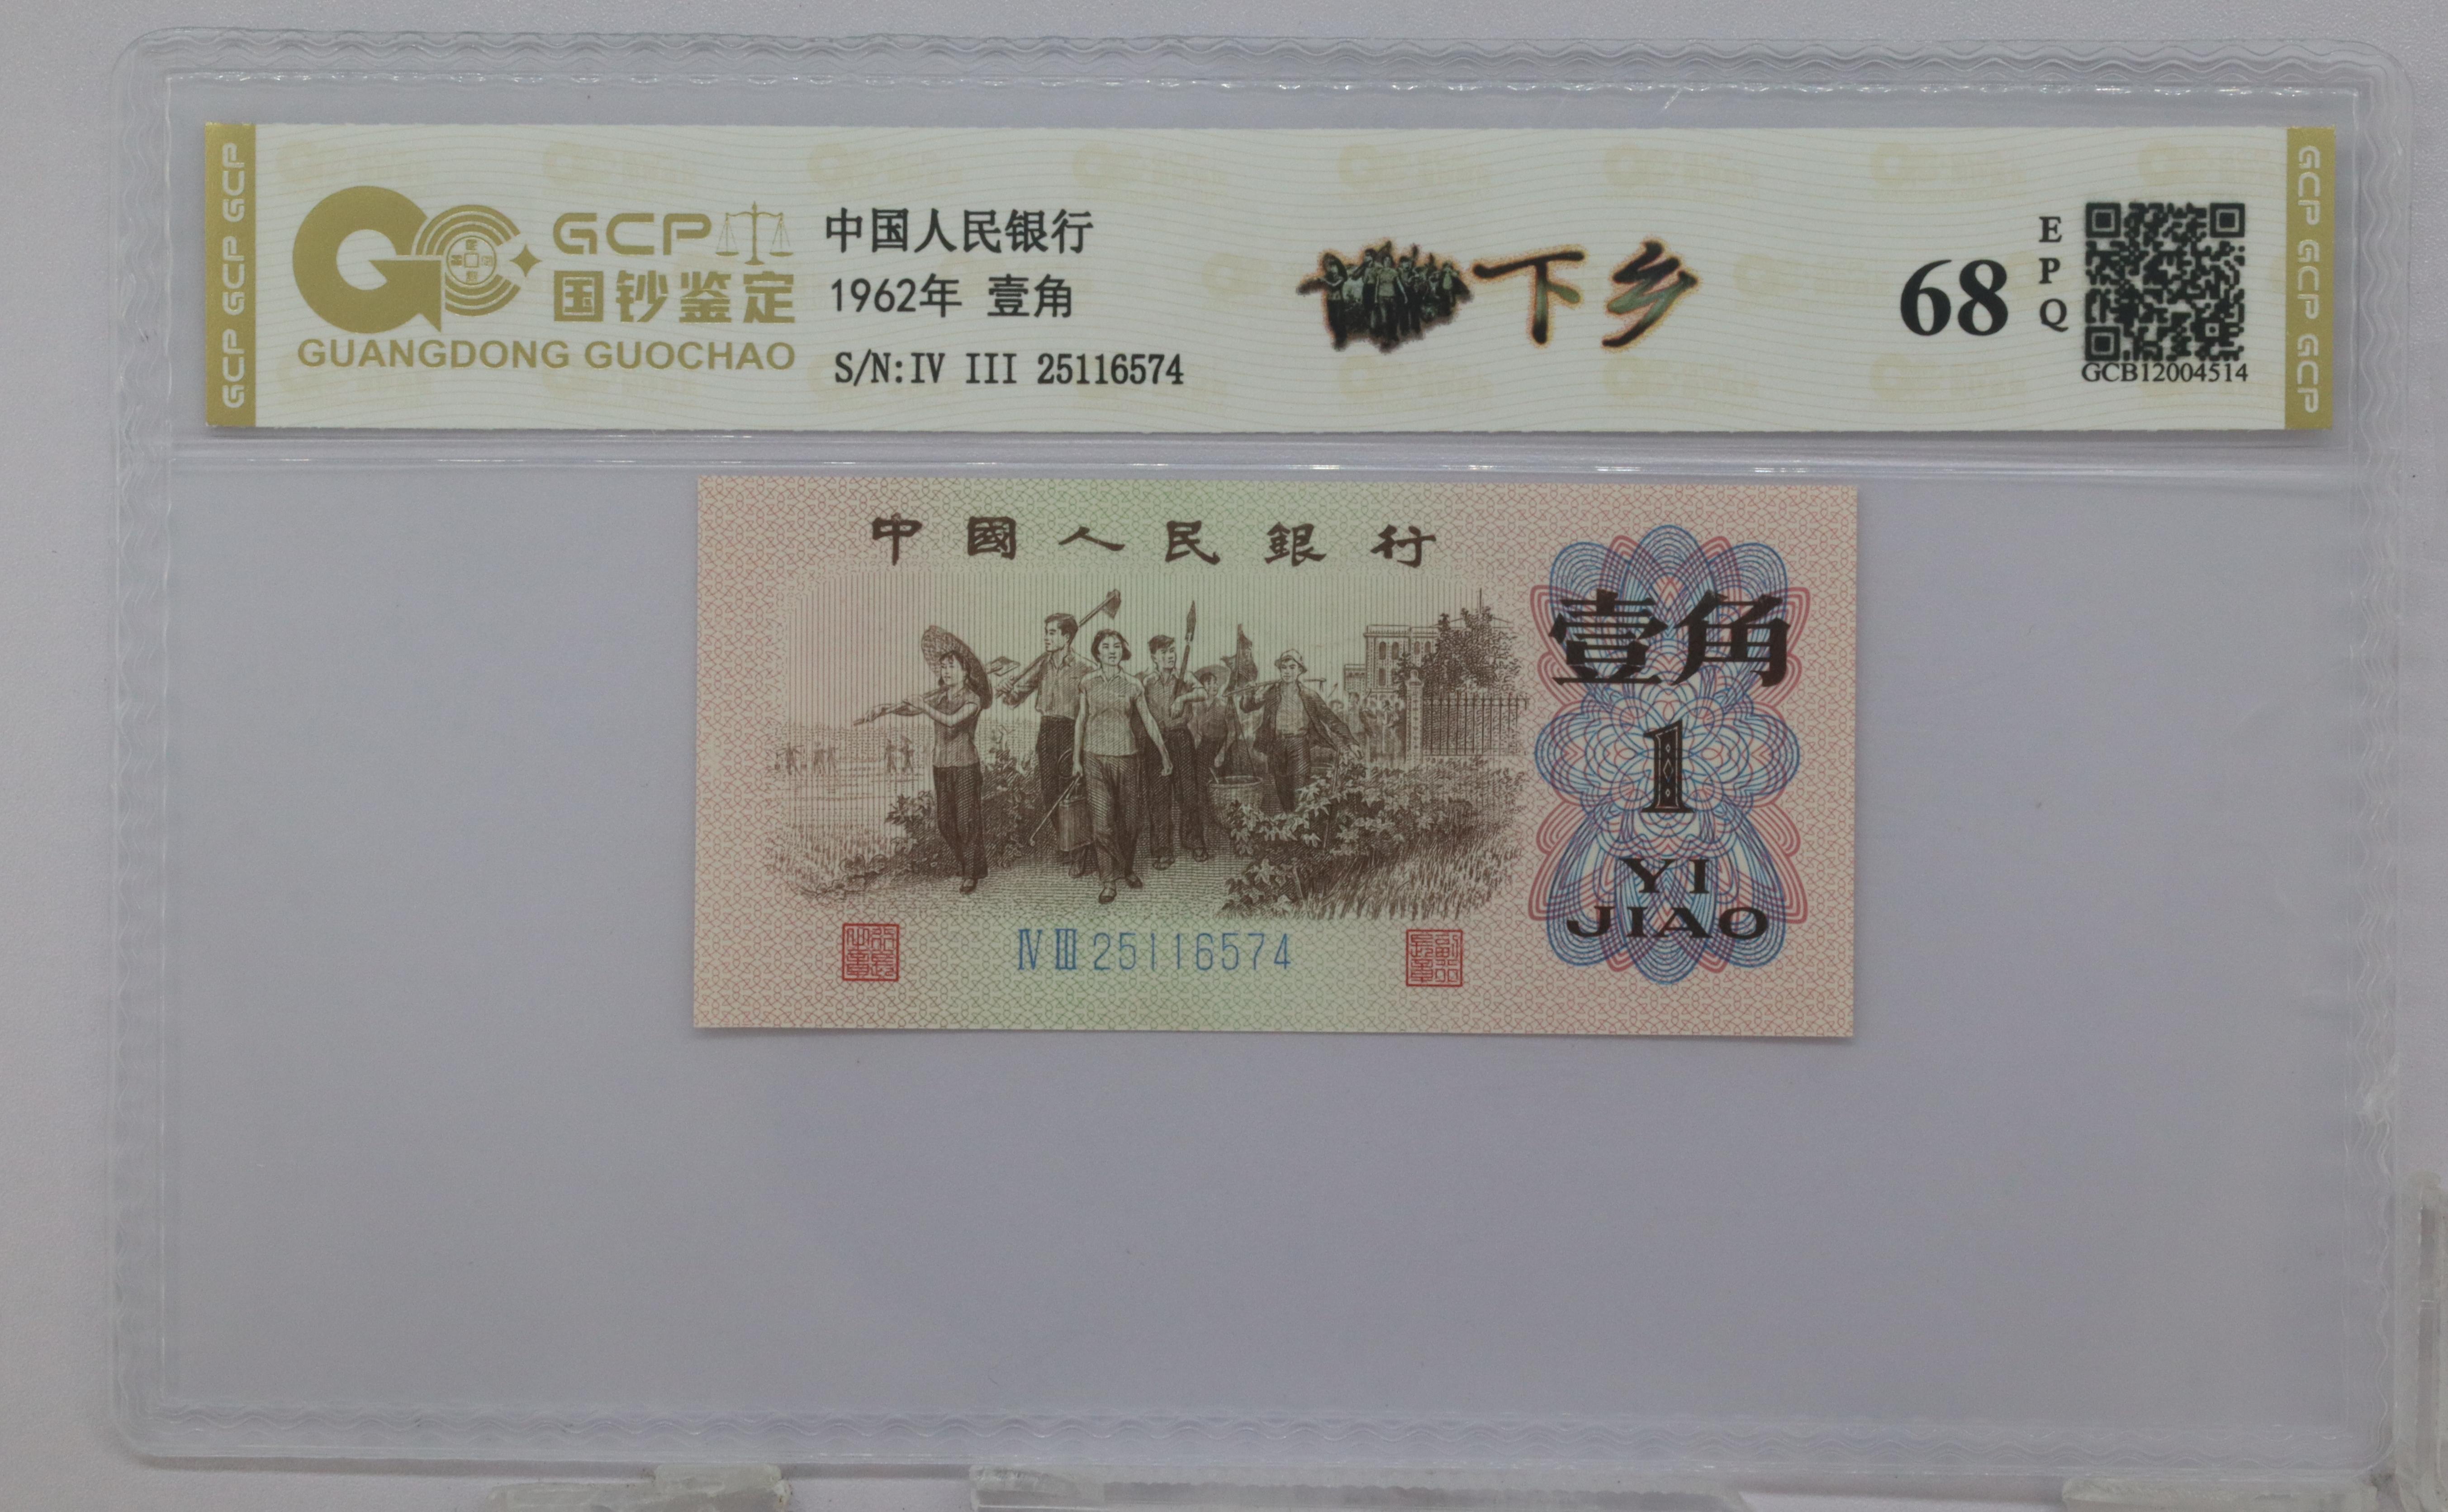 GCP GCP GCP
GCP
国钞鉴定
GUANGDONG GUOCHAO
中国人民银行
1962年 壹角
S/N:IV III 25116574
下乡
68
EPQ
GCB12004514
GCP GCP GCP
中國人民銀行
壹角
1
YI
JIAO
Ⅳ Ⅲ 25116574